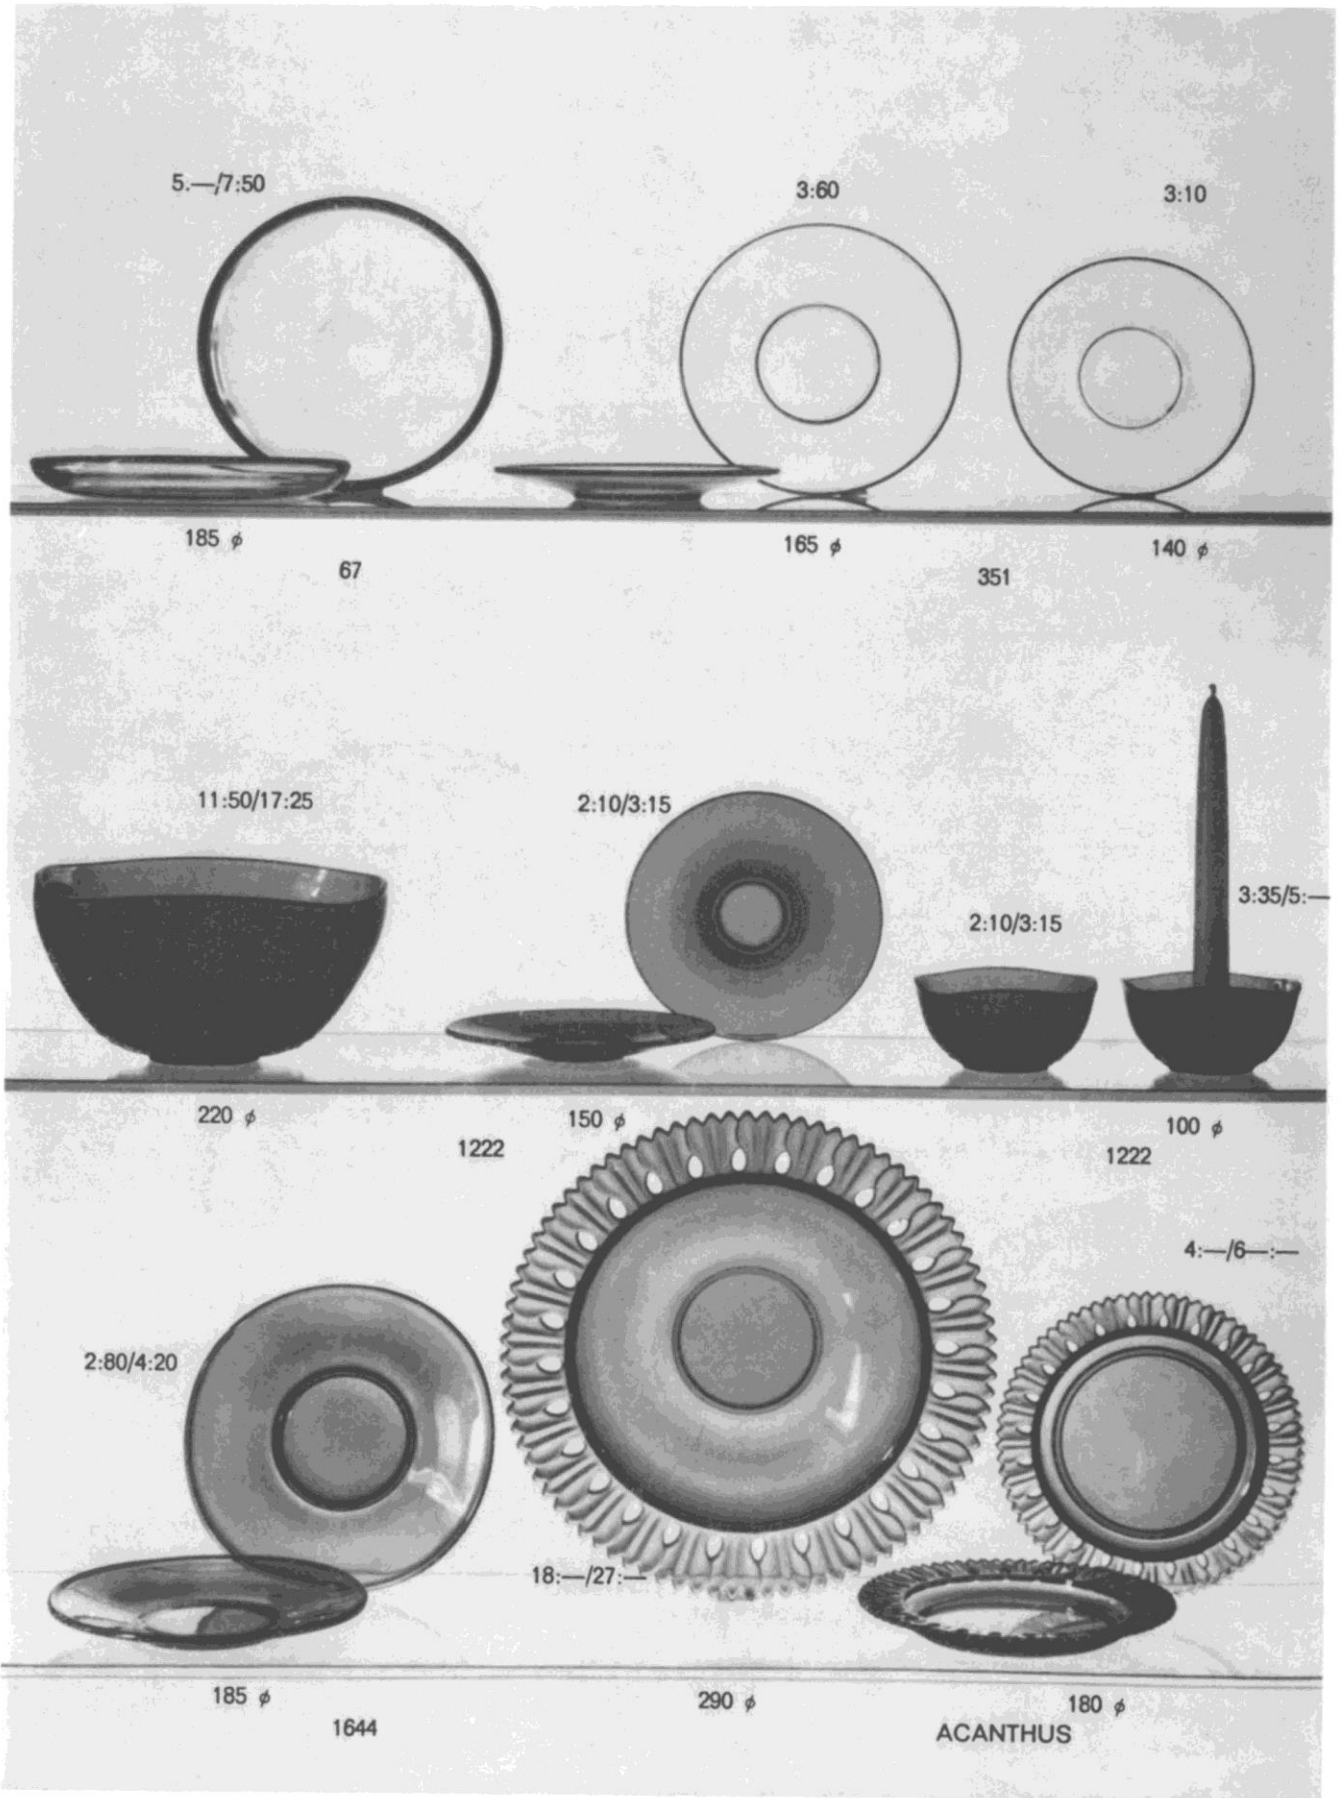 5:—/7:50
3:60
3:10
185 ø
165 ø
140 ø
67
351
11:50/17:25
2:10/3:15
3:35/5:—
2:10/3:15
220 ø
150 ø
100 ø
1222
1222
4:—/6—:—
2:80/4:20
18:—/27:—
185 ø
290 ø
180 ø
1644
ACANTHUS